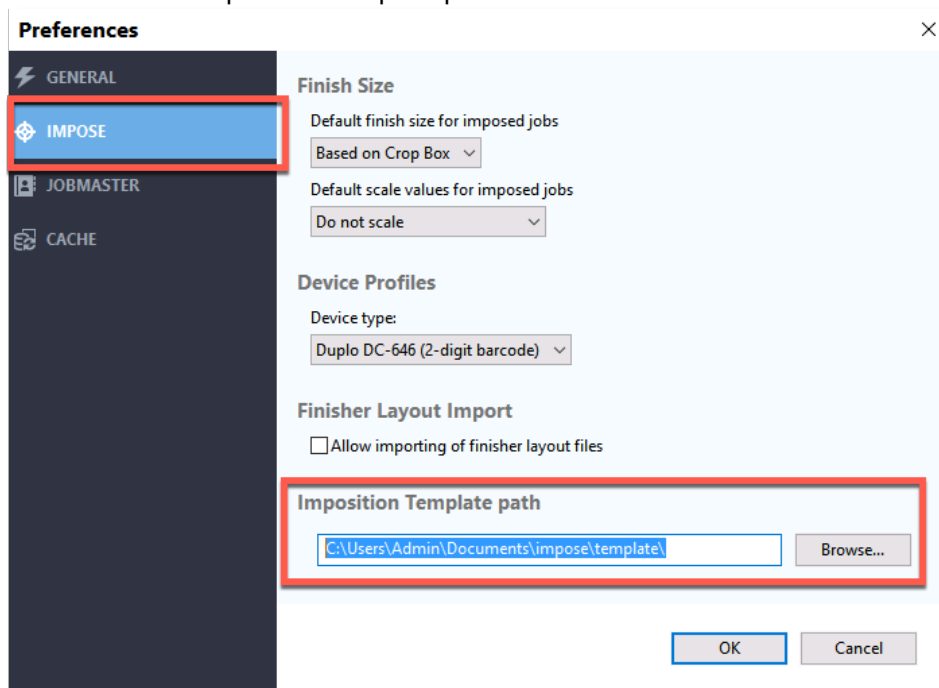 Preferences
GENERAL
IMPOSE
JOBMASTER
CACHE
Finish Size
Default finish size for imposed jobs
Based on Crop Box
Default scale values for imposed jobs
Do not scale
Device Profiles
Device type:
Duplo DC-646 (2-digit barcode)
Finisher Layout Import
Allow importing of finisher layout files
Imposition Template path
C:\Users\Admin\Documents\impose\template\
Browse...
OK Cancel